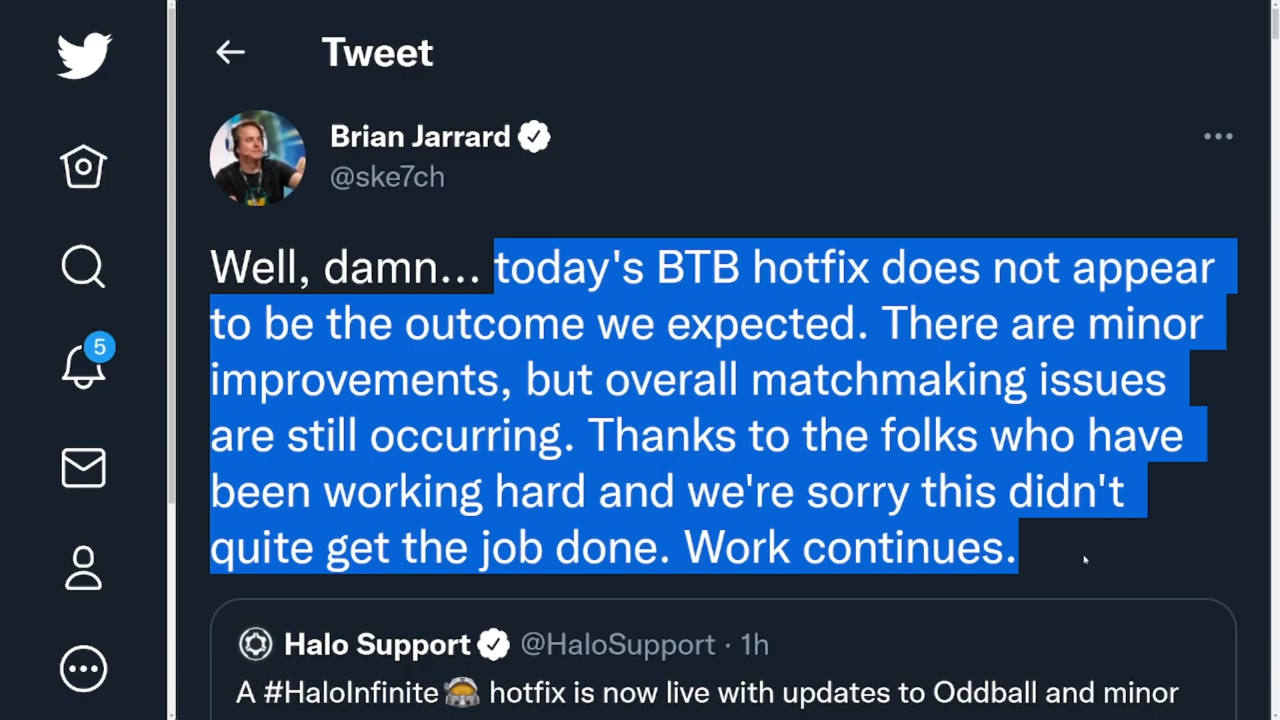 Tweet
Brian Jarrard
@ske7ch
Well, damn... today's BTB hotfix does not appear
to be the outcome we expected. There are minor
improvements, but overall matchmaking issues
are still occurring. Thanks to the folks who have
been working hard and we're sorry this didn't
quite get the job done. Work continues.
5
Halo Support @HaloSupport · 1h
A #HaloInfinite hotfix is now live with updates to Oddball and minor